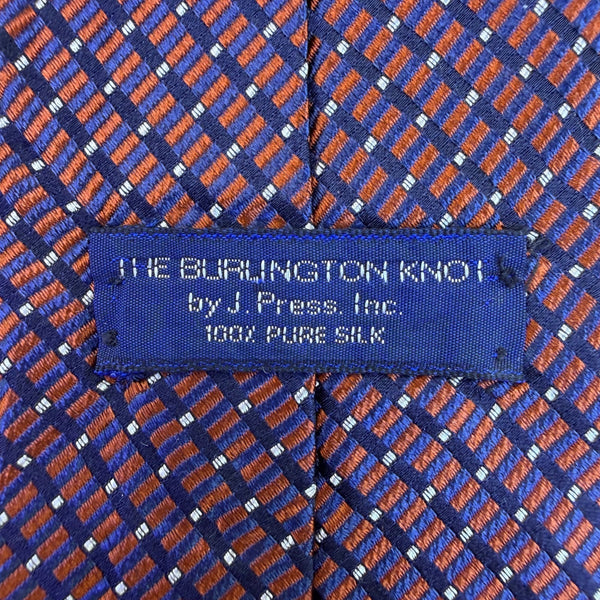 THE BURLINGTON KNOT
by J. Press. Inc.
100% PURE SILK